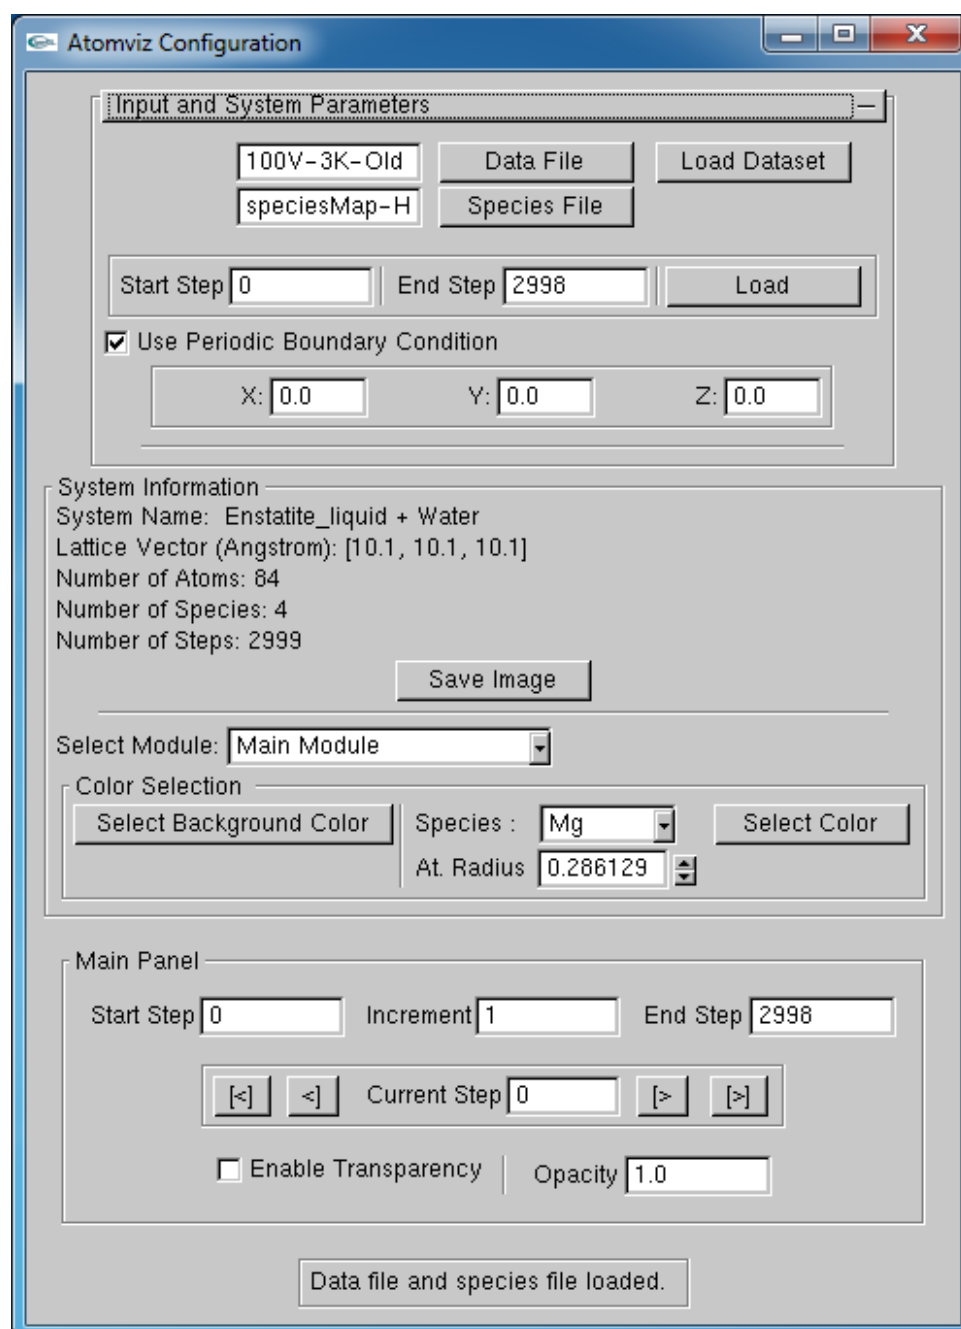 Atomviz Configuration
Input and System Parameters
100V-3K-Old Data File Load Dataset
speciesMap-H Species File
Start Step 0 End Step 2998 Load
Use Periodic Boundary Condition
X: 0.0 Y: 0.0 Z: 0.0
System Information
System Name: Enstatite_liquid + Water
Lattice Vector (Angstrom): [10.1, 10.1, 10.1]
Number of Atoms: 84
Number of Species: 4
Number of Steps: 2999
Save Image
Select Module: Main Module
Color Selection
Select Background Color Species : Mg Select Color
At. Radius 0.286129
Main Panel
Start Step 0 Increment 1 End Step 2998
[<] <] Current Step 0 [> [>]
Enable Transparency Opacity 1.0
Data file and species file loaded.